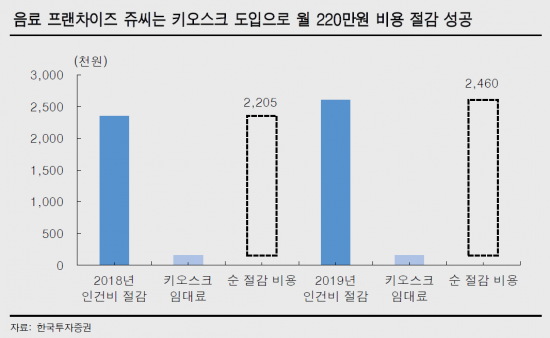 음료 프랜차이즈 쥬씨는 키오스크 도입으로 월 220만원 비용 절감 성공
(천원)
3,000
2,500
2,000
1,500
1,000
500
0
2,205
2,460
2018년
인건비 절감
키오스크
임대료
순 절감 비용
2019년
인건비 절감
키오스크
임대료
순 절감 비용
자료: 한국투자증권